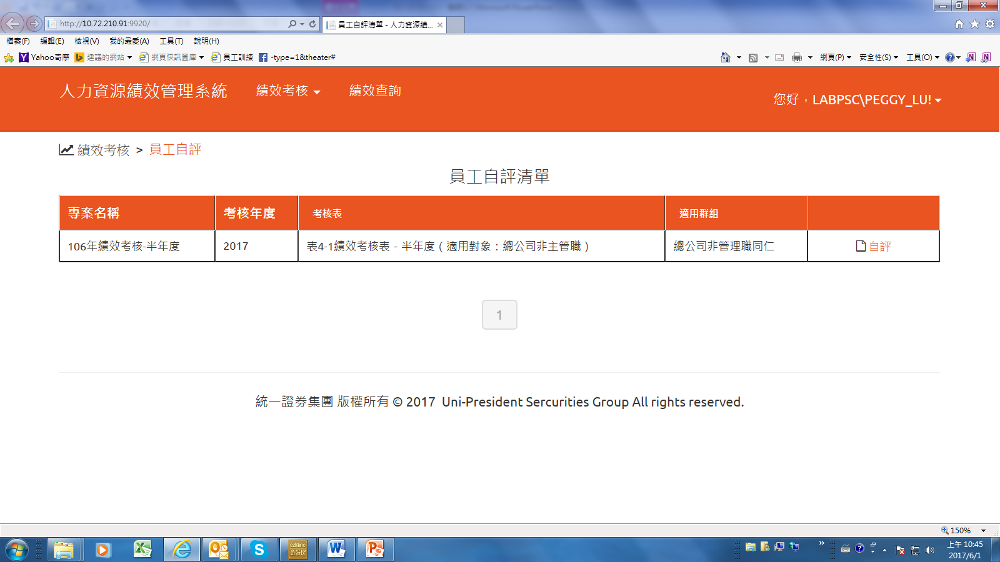 http://10.72.210.91:9920/
員工自評清單 - 人力資源績...
檔案(F) 編輯(E) 檢視(V) 我的最愛(A) 工具(T) 說明(H)
Yahoo奇摩 建議的網站 網頁快訊圖庫 員工訓練 -type=1&theater#
網頁(P) 安全性(S) 工具(O)
人力資源績效管理系統 績效考核 績效查詢
您好，LABPSC\PEGGY_LU!
績效考核 > 員工自評
員工自評清單
專案名稱 考核年度 考核表 適用群組
106年績效考核-半年度 2017 表4-1績效考核表 - 半年度 ( 適用對象 : 總公司非主管職 ) 總公司非管理職同仁 自評
1
統一證券集團 版權所有 © 2017 Uni-President Sercurities Group All rights reserved.
150%
ezMine
金好探
上午 10:45
2017/6/1